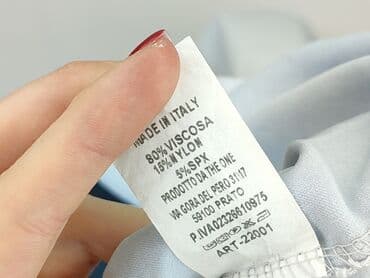 MADE IN ITALY
80%VISCOSA
15%NYLON
5%SPX
PRODOTTO DA THE ONE
VIA GORA DEL PERO 31\17
59100 PRATO
P.IVA02326610975
ART-22001